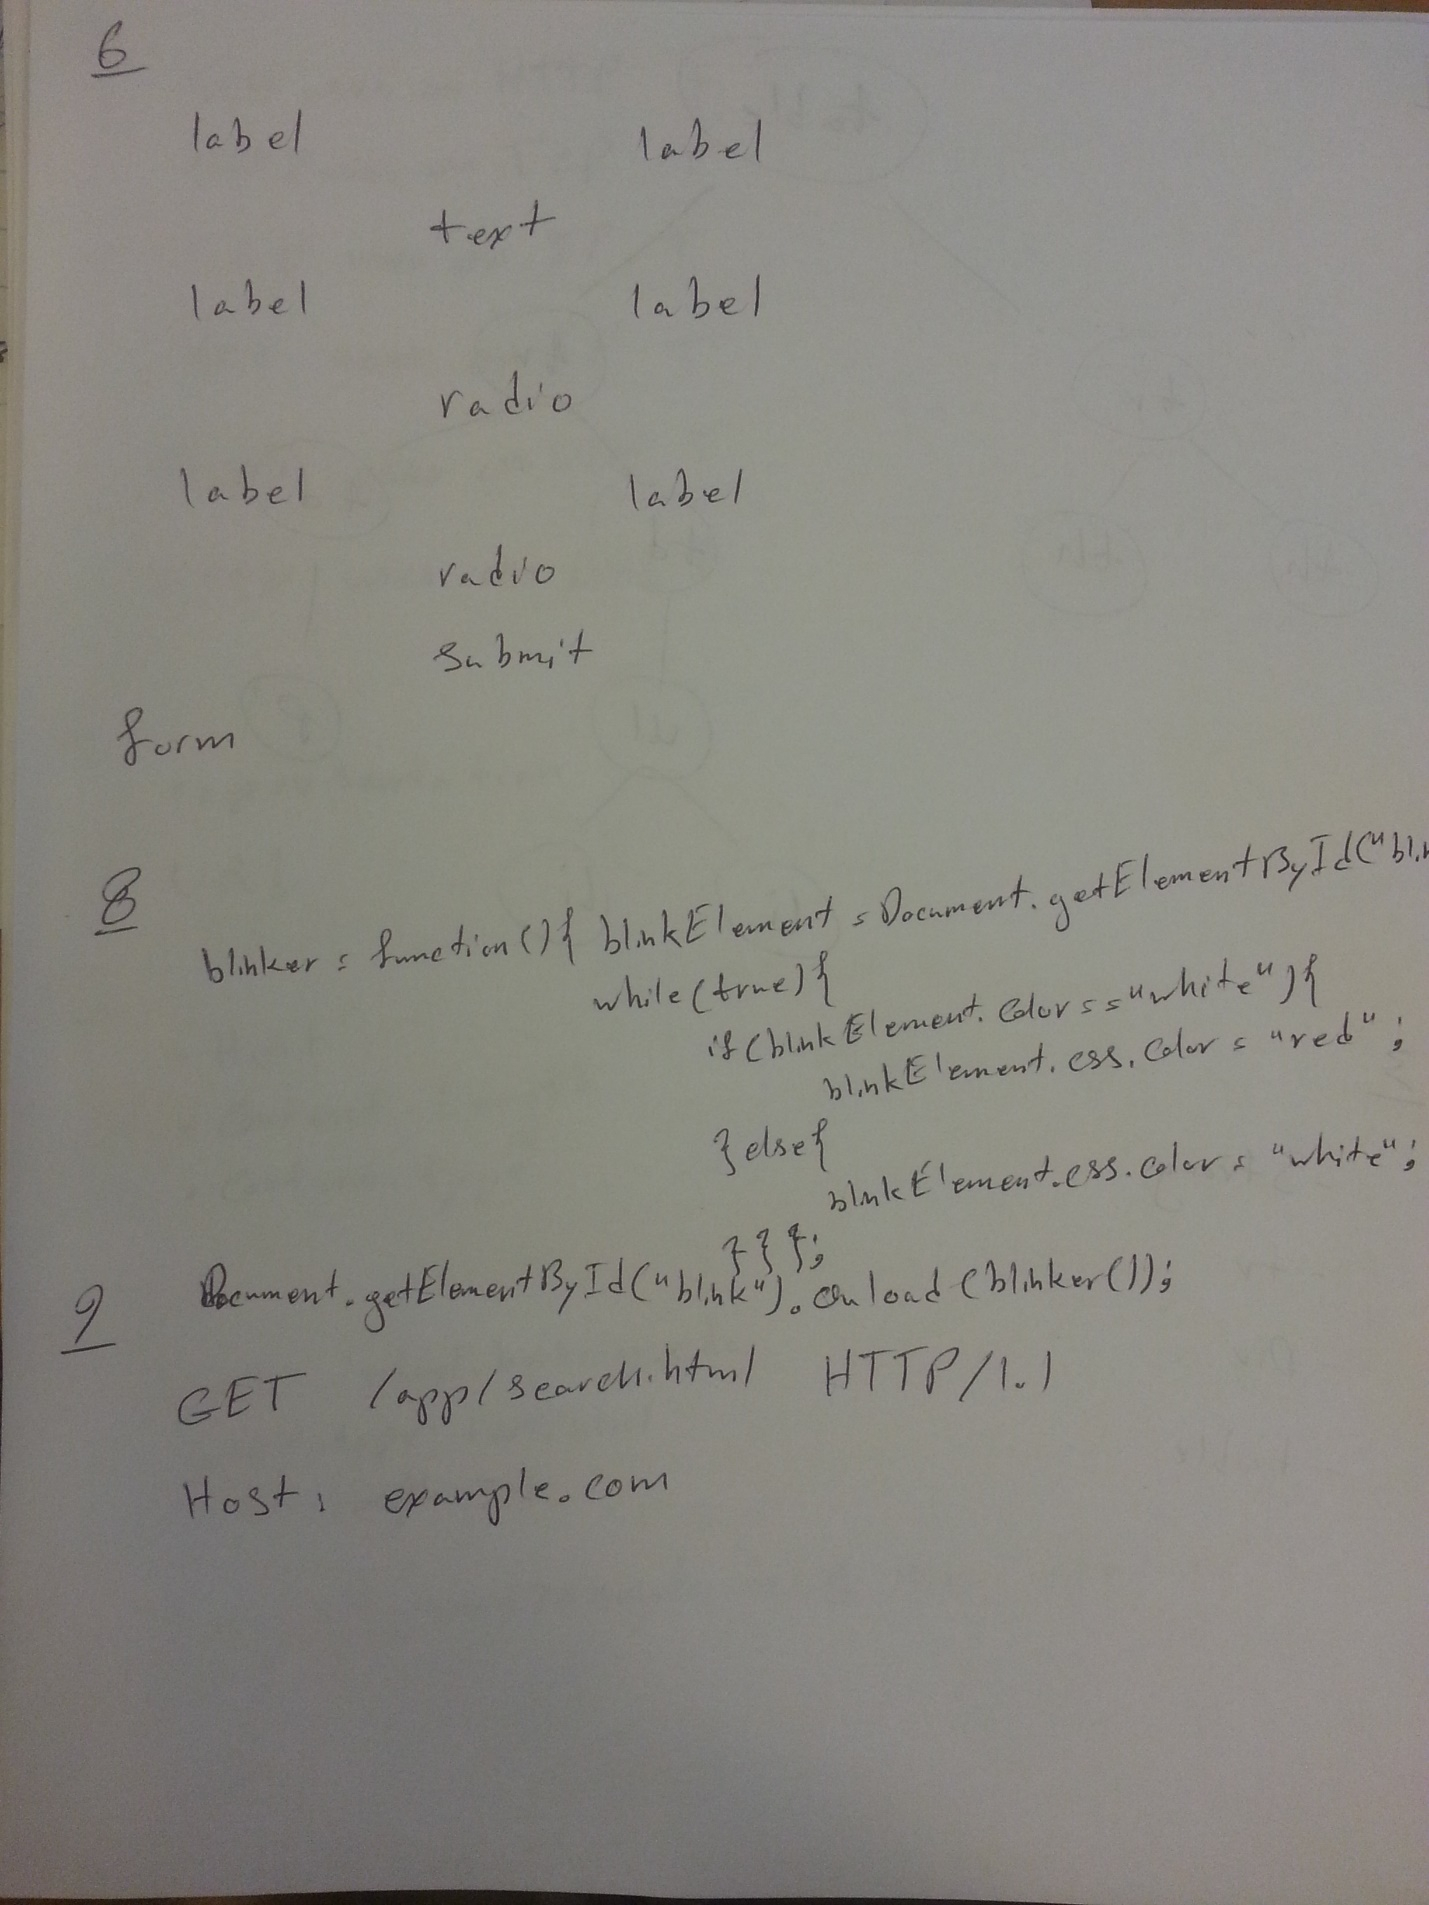 6
label label
text
label label
radio
label label
radio
submit
form
8
blinker = function(){ blinkElement = Document.getElementById("blin
while(true){
if(blinkElement.color=="white"){
blinkElement.css.color = "red";
}else{
blinkElement.css.color = "white";
}}};
Document.getElementById("blink").onload(blinker());
9
GET /app/search.html HTTP/1.1
Host: example.com